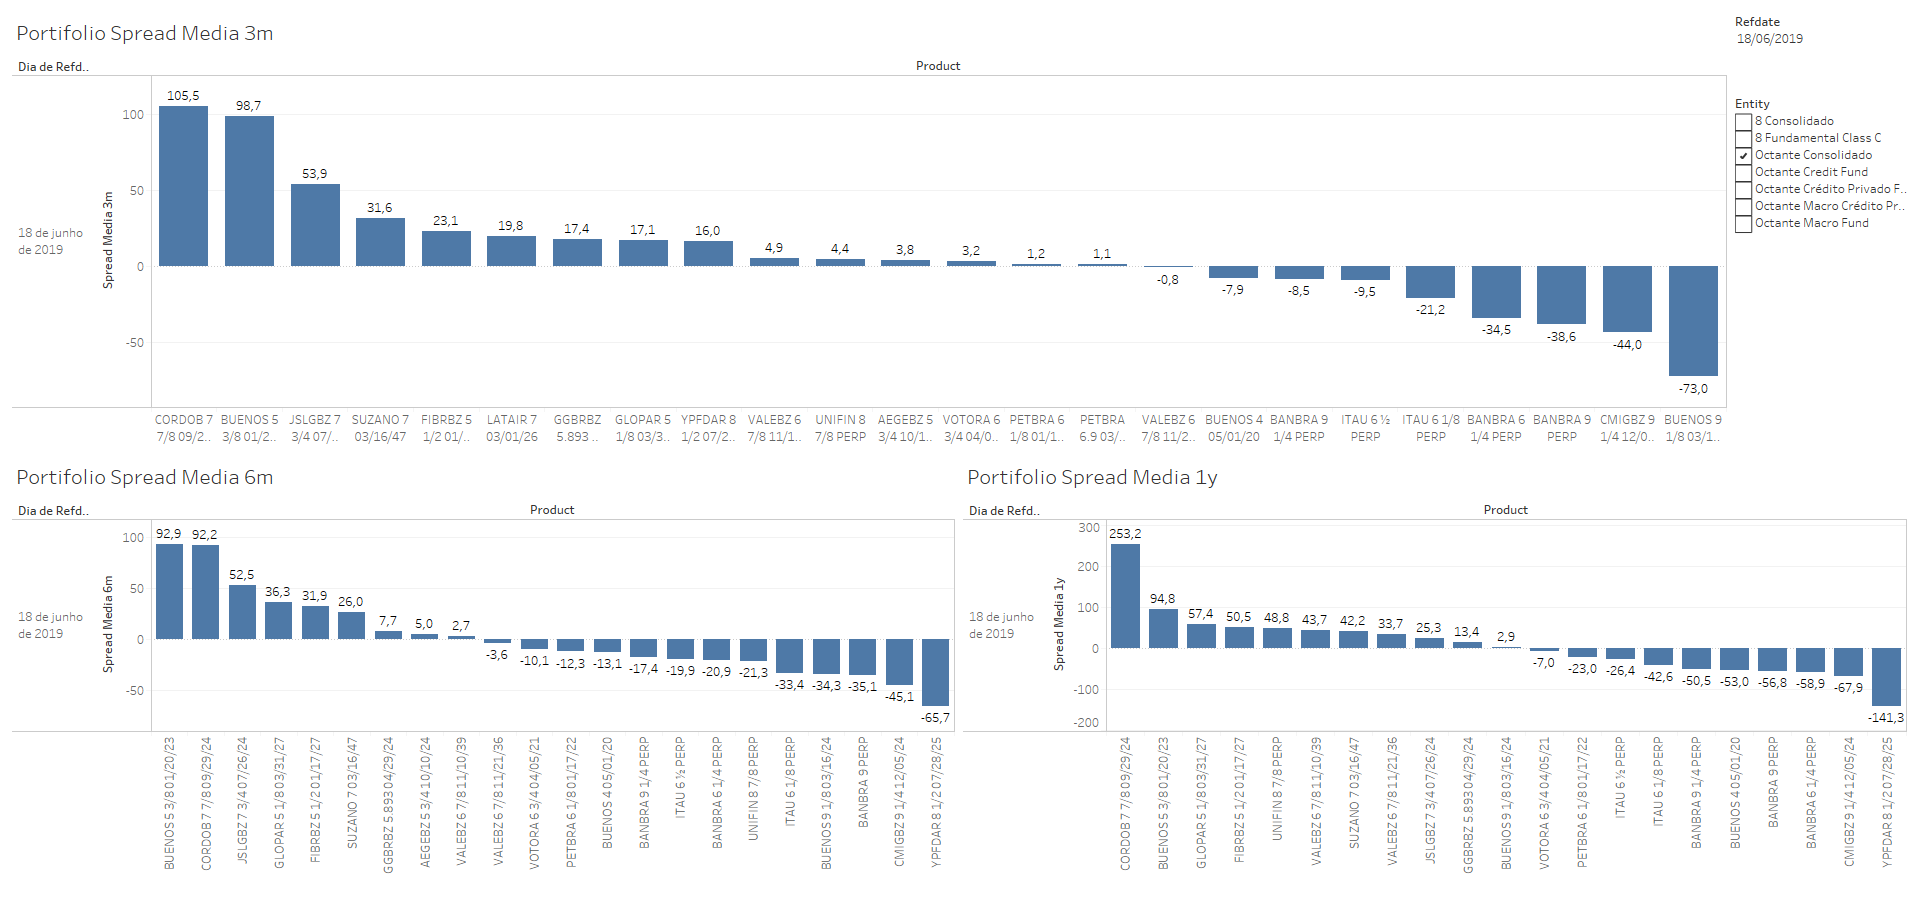 Portifolio Spread Media 3m
Refdate
18/06/2019
Dia de Refd..
Product
Entity
8 Consolidado
8 Fundamental Class C
Octante Consolidado
Octante Credit Fund
Octante Crédito Privado F..
Octante Macro Crédito Pr..
Octante Macro Fund
18 de junho
de 2019
Spread Media 3m
100
50
0
-50
105,5
98,7
53,9
31,6
23,1
19,8
17,4
17,1
16,0
4,9
4,4
3,8
3,2
1,2
1,1
-0,8
-7,9
-8,5
-9,5
-21,2
-34,5
-38,6
-44,0
-73,0
CORDOB 7
7/8 09/2..
BUENOS 5
3/8 01/2..
JSLGBZ 7
3/4 07/..
SUZANO 7
03/16/47
FIBRBZ 5
1/2 01/..
LATAIR 7
03/01/26
GGBRBZ
5.893 ..
GLOPAR 5
1/8 03/3..
YPFDAR 8
1/2 07/2..
VALEBZ 6
7/8 11/1..
UNIFIN 8
7/8 PERP
AEGEBZ 5
3/4 10/1..
VOTORA 6
3/4 04/0..
PETBRA 6
1/8 01/1..
PETBRA
6.9 03/..
VALEBZ 6
7/8 11/2..
BUENOS 4
05/01/20
BANBRA 9
1/4 PERP
ITAU 6 ½
PERP
ITAU 6 1/8
PERP
BANBRA 6
1/4 PERP
BANBRA 9
PERP
CMIGBZ 9
1/4 12/0..
BUENOS 9
1/8 03/1..
Portifolio Spread Media 6m
Dia de Refd..
Product
18 de junho
de 2019
Spread Media 6m
100
50
0
-50
92,9
92,2
52,5
36,3
31,9
26,0
7,7
5,0
2,7
-3,6
-10,1
-12,3
-13,1
-17,4
-19,9
-20,9
-21,3
-33,4
-34,3
-35,1
-45,1
-65,7
BUENOS 5 3/8 01/20/23
CORDOB 7 7/8 09/29/24
JSLGBZ 7 3/4 07/26/24
GLOPAR 5 1/8 03/31/27
FIBRBZ 5 1/2 01/17/27
SUZANO 7 03/16/47
GGBRBZ 5.893 04/29/24
AEGEBZ 5 3/4 10/10/24
VALEBZ 6 7/8 11/10/39
VALEBZ 6 7/8 11/21/36
VOTORA 6 3/4 04/05/21
PETBRA 6 1/8 01/17/22
BUENOS 4 05/01/20
BANBRA 9 1/4 PERP
ITAU 6 ½ PERP
BANBRA 6 1/4 PERP
UNIFIN 8 7/8 PERP
ITAU 6 1/8 PERP
BUENOS 9 1/8 03/16/24
BANBRA 9 PERP
CMIGBZ 9 1/4 12/05/24
YPFDAR 8 1/2 07/28/25
Portifolio Spread Media 1y
Dia de Refd..
Product
18 de junho
de 2019
Spread Media 1y
300
200
100
0
-100
-200
253,2
94,8
57,4
50,5
48,8
43,7
42,2
33,7
25,3
13,4
2,9
-7,0
-23,0
-26,4
-42,6
-50,5
-53,0
-56,8
-58,9
-67,9
-141,3
CORDOB 7 7/8 09/29/24
BUENOS 5 3/8 01/20/23
GLOPAR 5 1/8 03/31/27
FIBRBZ 5 1/2 01/17/27
UNIFIN 8 7/8 PERP
VALEBZ 6 7/8 11/10/39
SUZANO 7 03/16/47
VALEBZ 6 7/8 11/21/36
JSLGBZ 7 3/4 07/26/24
GGBRBZ 5.893 04/29/24
BUENOS 9 1/8 03/16/24
VOTORA 6 3/4 04/05/21
PETBRA 6 1/8 01/17/22
ITAU 6 ½ PERP
ITAU 6 1/8 PERP
BANBRA 9 1/4 PERP
BUENOS 4 05/01/20
BANBRA 9 PERP
BANBRA 6 1/4 PERP
CMIGBZ 9 1/4 12/05/24
YPFDAR 8 1/2 07/28/25